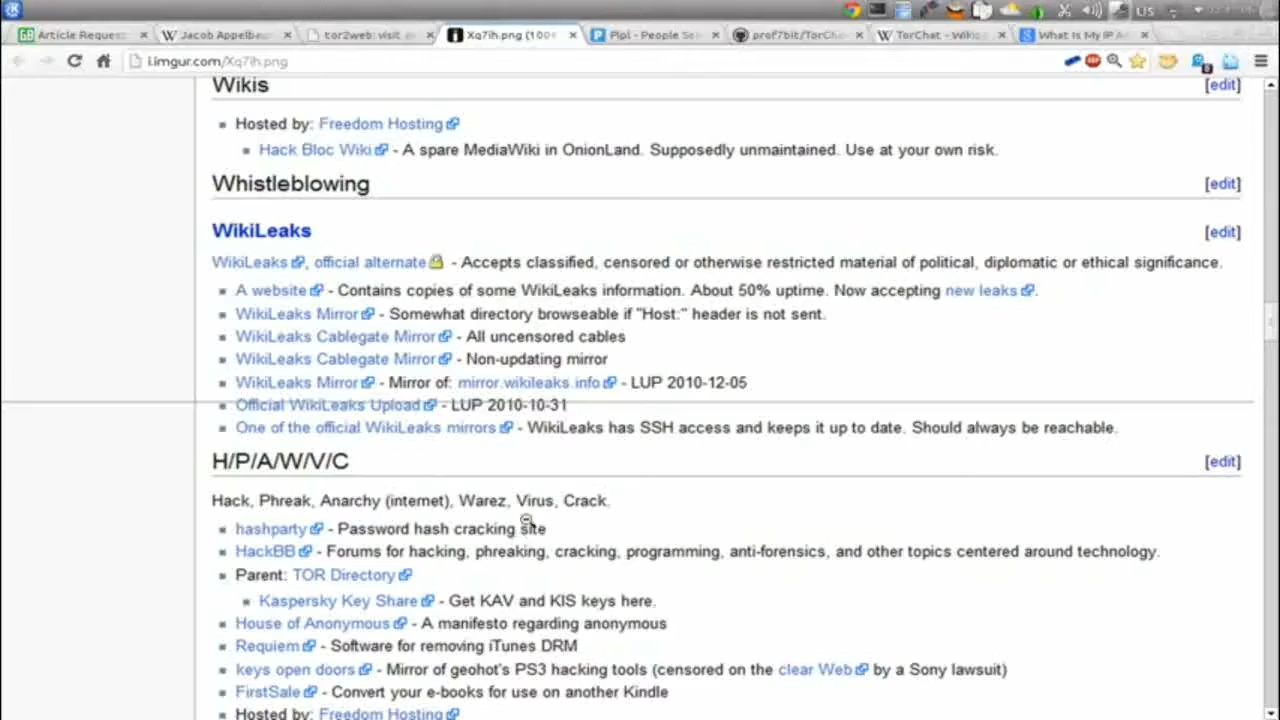 US
Article Reques
Jacob Appelbau
tor2web: visit
Xq7ih.png (100
Pipl - People Se
prof7bit/TorCha
TorChat - Wiki
What Is My IP A
i.imgur.com/Xq7ih.png
Wikis [edit]
Hosted by: Freedom Hosting
Hack Bloc Wiki - A spare MediaWiki in OnionLand. Supposedly unmaintained. Use at your own risk.
Whistleblowing [edit]
WikiLeaks [edit]
WikiLeaks, official alternate - Accepts classified, censored or otherwise restricted material of political, diplomatic or ethical significance.
A website - Contains copies of some WikiLeaks information. About 50% uptime. Now accepting new leaks.
WikiLeaks Mirror - Somewhat directory browseable if "Host:" header is not sent.
WikiLeaks Cablegate Mirror - All uncensored cables
WikiLeaks Cablegate Mirror - Non-updating mirror
WikiLeaks Mirror - Mirror of: mirror.wikileaks.info - LUP 2010-12-05
Official WikiLeaks Upload - LUP 2010-10-31
One of the official WikiLeaks mirrors - WikiLeaks has SSH access and keeps it up to date. Should always be reachable.
H/P/A/W/V/C [edit]
Hack, Phreak, Anarchy (internet), Warez, Virus, Crack.
hashparty - Password hash cracking site
HackBB - Forums for hacking, phreaking, cracking, programming, anti-forensics, and other topics centered around technology.
Parent: TOR Directory
Kaspersky Key Share - Get KAV and KIS keys here.
House of Anonymous - A manifesto regarding anonymous
Requiem - Software for removing iTunes DRM
keys open doors - Mirror of geohot's PS3 hacking tools (censored on the clear Web by a Sony lawsuit)
FirstSale - Convert your e-books for use on another Kindle
Hosted by: Freedom Hosting